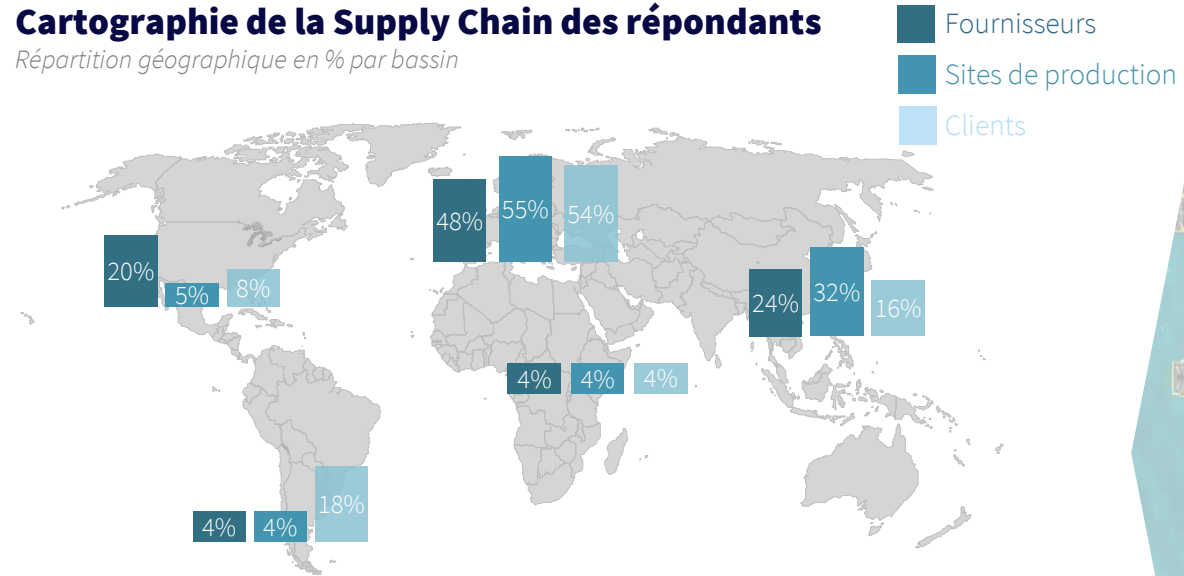 Cartographie de la Supply Chain des répondants
Répartition géographique en % par bassin
Fournisseurs
Sites de production
Clients
48% 55% 54%
20% 5% 8%
24% 32% 16%
4% 4% 4%
4% 4% 18%